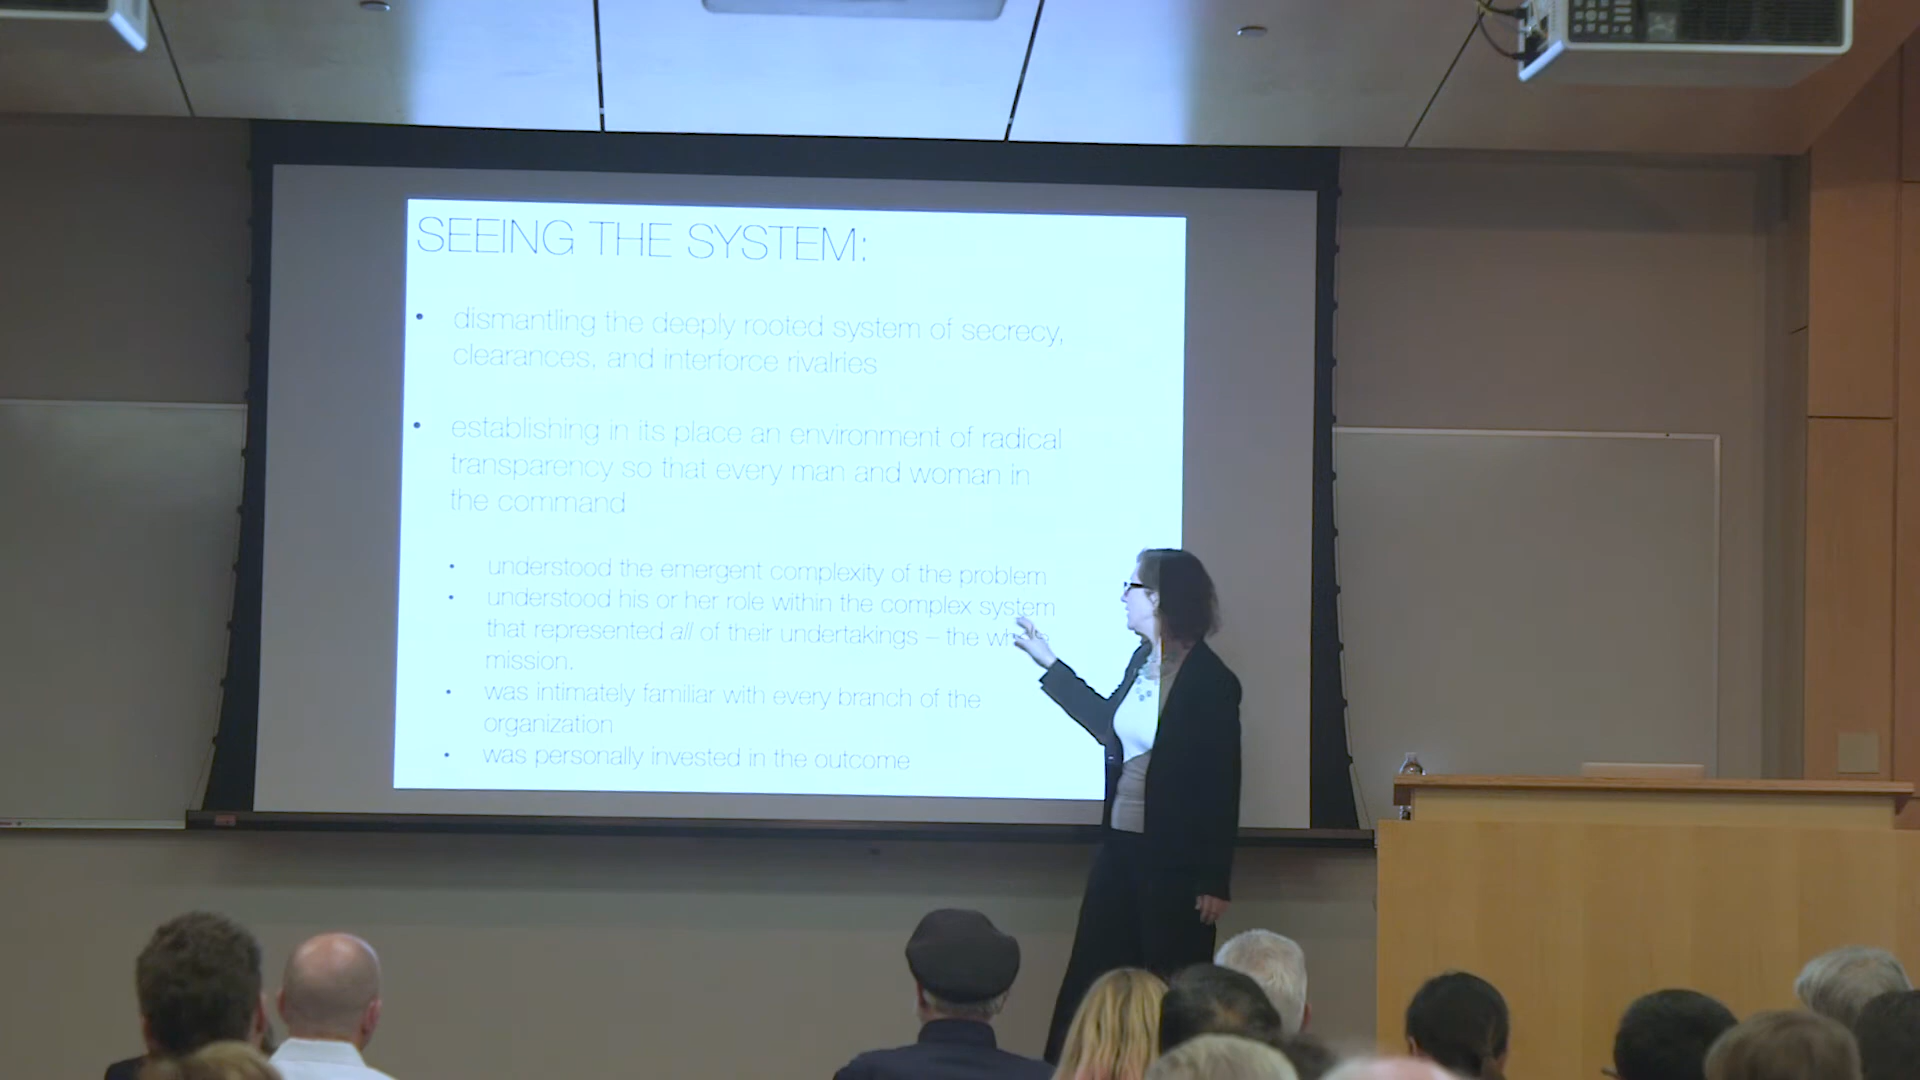 SEEING THE SYSTEM:
• dismantling the deeply rooted system of secrecy,
clearances, and interforce rivalries
• establishing in its place an environment of radical
transparency so that every man and woman in
the command
• understood the emergent complexity of the problem
• understood his or her role within the complex system
that represented all of their undertakings – the whole
mission.
• was intimately familiar with every branch of the
organization
• was personally invested in the outcome